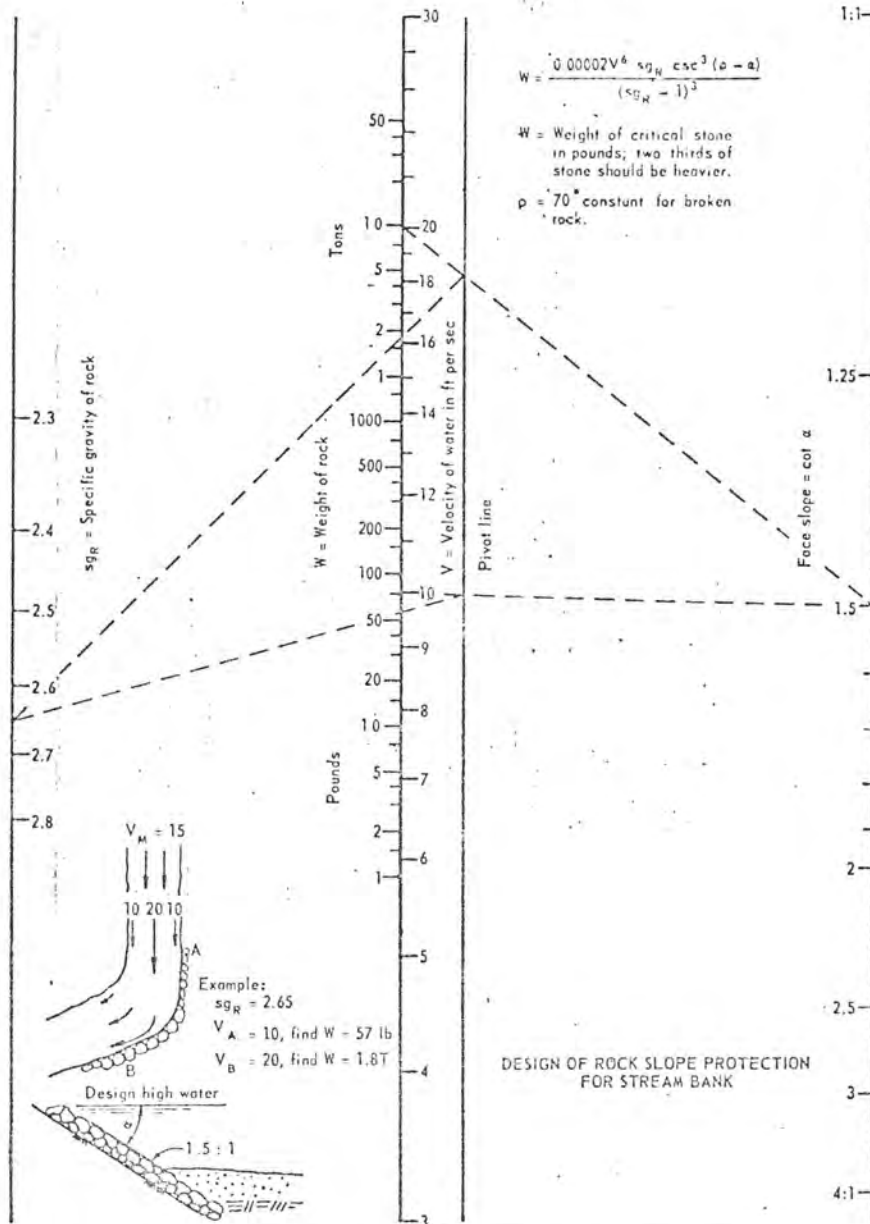 W = 0.00002V⁶ sg_R csc³ (ρ – α) / (sg_R – 1)³
W = Weight of critical stone
in pounds; two thirds of
stone should be heavier.
ρ = 70° constunt for broken
rock.
sg_R = Specific gravity of rock
2.3
2.4
2.5
2.6
2.7
2.8
W = Weight of rock
Tons
50
10
5
2
1
1000
500
200
100
50
20
10
5
2
1
Pounds
V = Velocity of water in ft per sec
30
20
18
16
14
12
10
9
8
7
6
5
4
3
Pivot line
Face slope = cot α
1:1
1.25
1.5
2
2.5
3
4:1
V_M = 15
10 20 10
A
B
Example:
sg_R = 2.65
V_A = 10, find W = 57 lb
V_B = 20, find W = 1.8T
Design high water
α
1.5 : 1
DESIGN OF ROCK SLOPE PROTECTION
FOR STREAM BANK